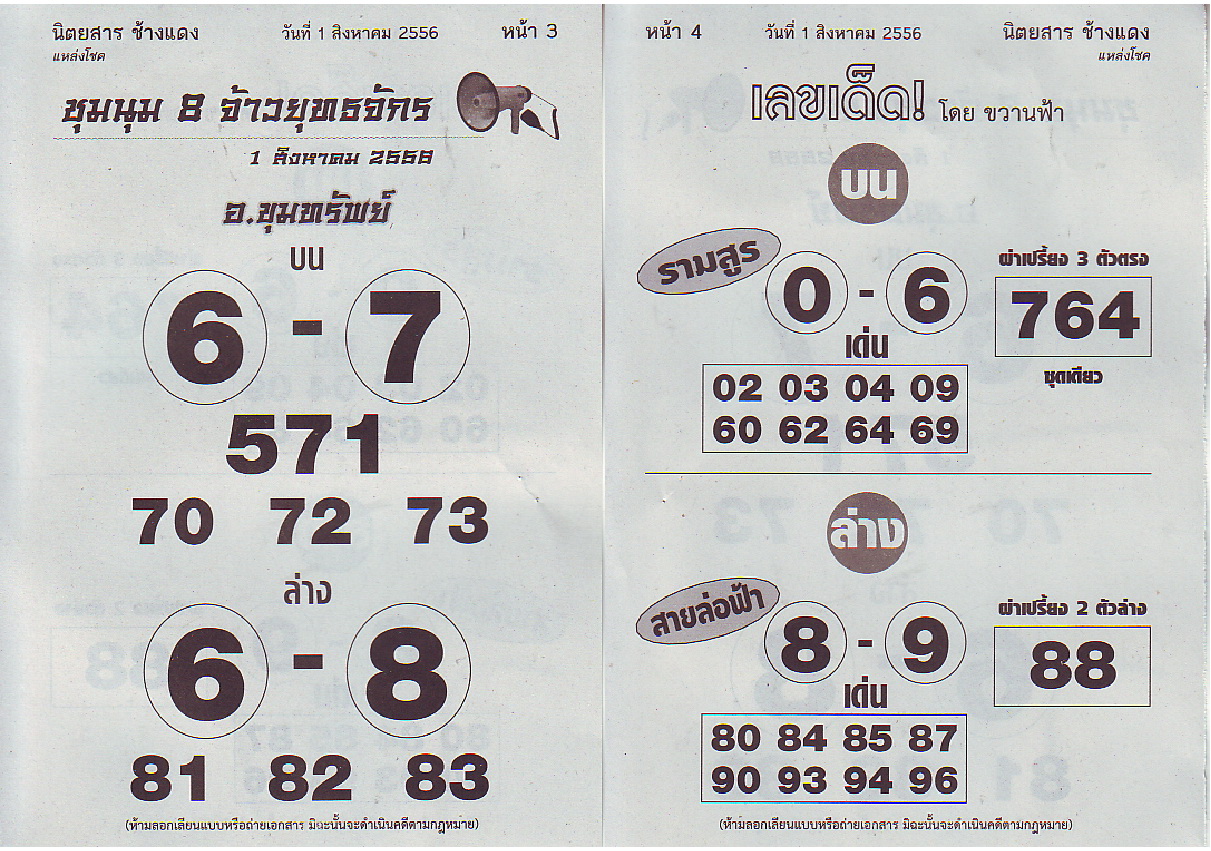 นิตยสาร ช้างแดง วันที่ 1 สิงหาคม 2556 หน้า 3
แหล่งโชค
ชุมนุม 8 จ้าวยุทธจักร
1 สิงหาคม 2556
อ.ขุมทรัพย์
บน
6 - 7
571
70 72 73
ล่าง
6 - 8
81 82 83
(ห้ามลอกเลียนแบบหรือถ่ายเอกสาร มิฉะนั้นจะดำเนินคดีตามกฎหมาย)
หน้า 4 วันที่ 1 สิงหาคม 2556 นิตยสาร ช้างแดง
แหล่งโชค
เลขเด็ด! โดย ขวานฟ้า
บน
รามสูร 0 - 6
เด่น
02 03 04 09
60 62 64 69
ผ่าเปรี้ยง 3 ตัวตรง
764
ชุดเดียว
ล่าง
สายล่อฟ้า 8 - 9
เด่น
80 84 85 87
90 93 94 96
ผ่าเปรี้ยง 2 ตัวล่าง
88
(ห้ามลอกเลียนแบบหรือถ่ายเอกสาร มิฉะนั้นจะดำเนินคดีตามกฎหมาย)